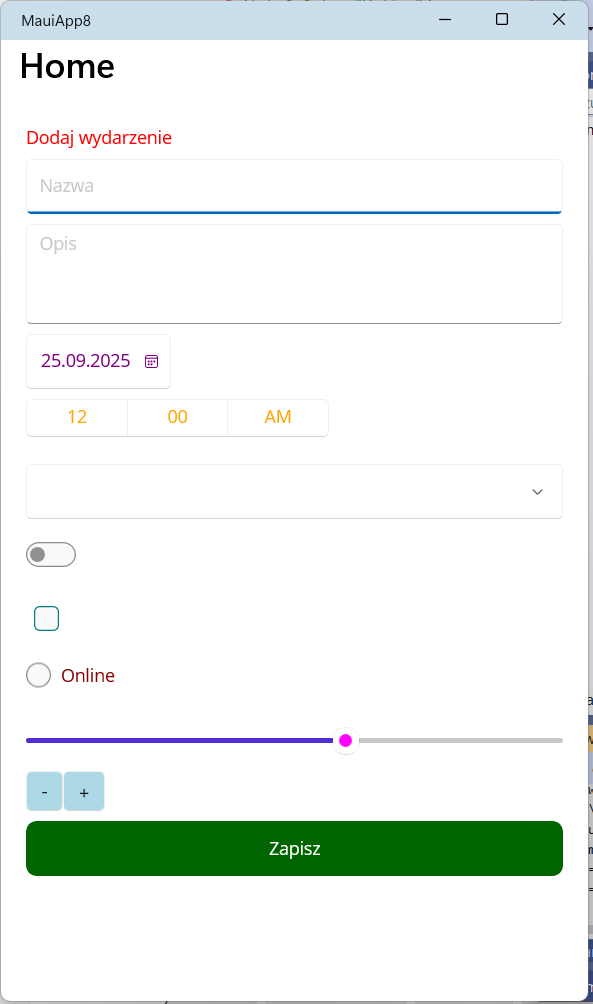 MauiApp8
Home
Dodaj wydarzenie
Nazwa
Opis
25.09.2025
12 00 AM
Online
- +
Zapisz